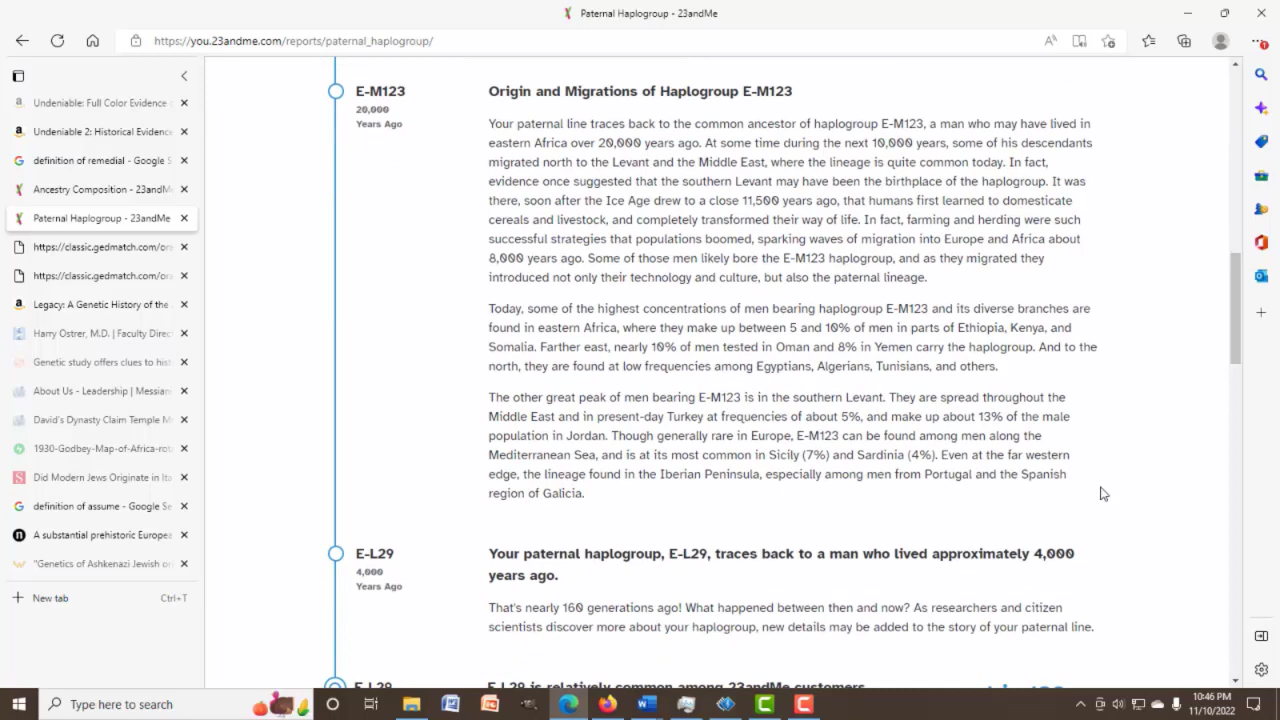 Paternal Haplogroup - 23andMe
https://you.23andme.com/reports/paternal_haplogroup/
Undeniable: Full Color Evidence
Undeniable 2: Historical Evidence
definition of remedial - Google S
Ancestry Composition - 23andM
Paternal Haplogroup - 23andMe
https://classic.gedmatch.com/ora
https://classic.gedmatch.com/ora
Legacy: A Genetic History of the
Harry Ostrer, M.D. | Faculty Direc
Genetic study offers clues to hist
About Us - Leadership | Messian
David's Dynasty Claim Temple M
1930-Godbey-Map-of-Africa-rot
Did Modern Jews Originate in Ita
definition of assume - Google Se
A substantial prehistoric Europea
"Genetics of Ashkenazi Jewish or
New tab Ctrl+T
E-M123
20,000
Years Ago
Origin and Migrations of Haplogroup E-M123
Your paternal line traces back to the common ancestor of haplogroup E-M123, a man who may have lived in
eastern Africa over 20,000 years ago. At some time during the next 10,000 years, some of his descendants
migrated north to the Levant and the Middle East, where the lineage is quite common today. In fact,
evidence once suggested that the southern Levant may have been the birthplace of the haplogroup. It was
there, soon after the Ice Age drew to a close 11,500 years ago, that humans first learned to domesticate
cereals and livestock, and completely transformed their way of life. In fact, farming and herding were such
successful strategies that populations boomed, sparking waves of migration into Europe and Africa about
8,000 years ago. Some of those men likely bore the E-M123 haplogroup, and as they migrated they
introduced not only their technology and culture, but also the paternal lineage.
Today, some of the highest concentrations of men bearing haplogroup E-M123 and its diverse branches are
found in eastern Africa, where they make up between 5 and 10% of men in parts of Ethiopia, Kenya, and
Somalia. Farther east, nearly 10% of men tested in Oman and 8% in Yemen carry the haplogroup. And to the
north, they are found at low frequencies among Egyptians, Algerians, Tunisians, and others.
The other great peak of men bearing E-M123 is in the southern Levant. They are spread throughout the
Middle East and in present-day Turkey at frequencies of about 5%, and make up about 13% of the male
population in Jordan. Though generally rare in Europe, E-M123 can be found among men along the
Mediterranean Sea, and is at its most common in Sicily (7%) and Sardinia (4%). Even at the far western
edge, the lineage found in the Iberian Peninsula, especially among men from Portugal and the Spanish
region of Galicia.
E-L29
4,000
Years Ago
Your paternal haplogroup, E-L29, traces back to a man who lived approximately 4,000
years ago.
That's nearly 160 generations ago! What happened between then and now? As researchers and citizen
scientists discover more about your haplogroup, new details may be added to the story of your paternal line.
E-L29
E-L29 is relatively common among 23andMe customers
Type here to search
10:46 PM
11/10/2022